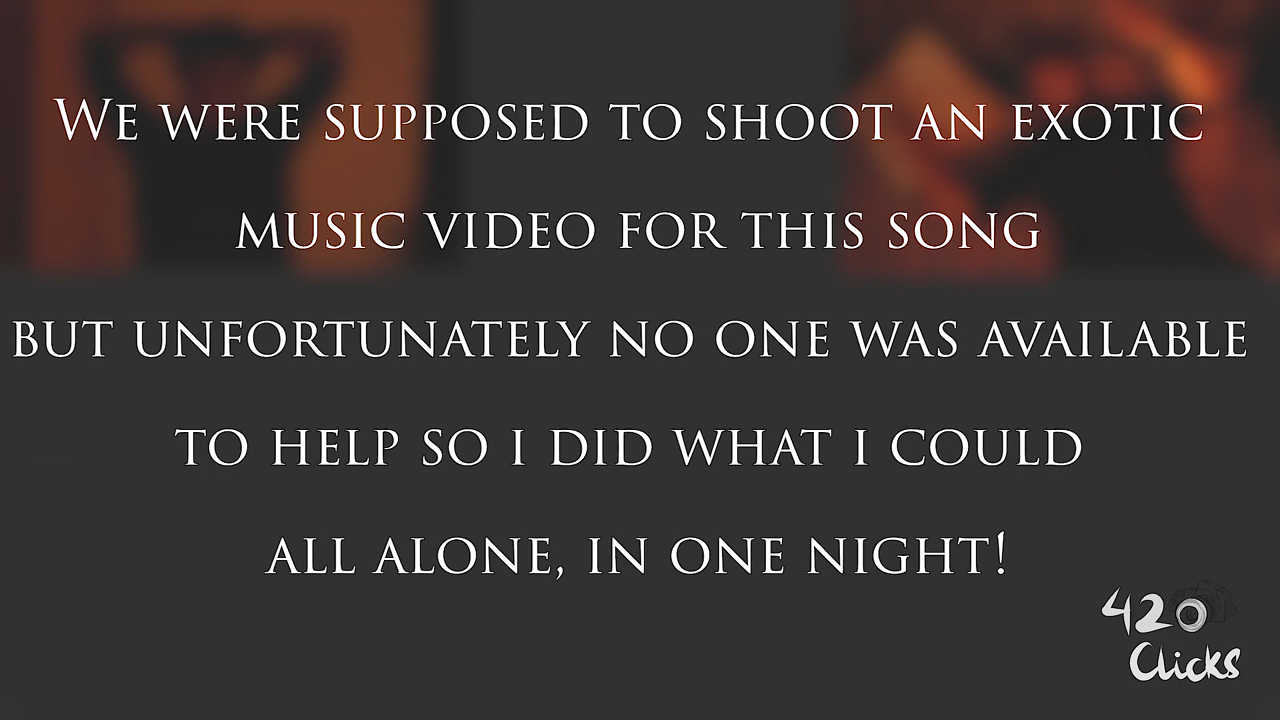 We were supposed to shoot an exotic
music video for this song
but unfortunately no one was available
to help so i did what i could
all alone, in one night!
420
Clicks